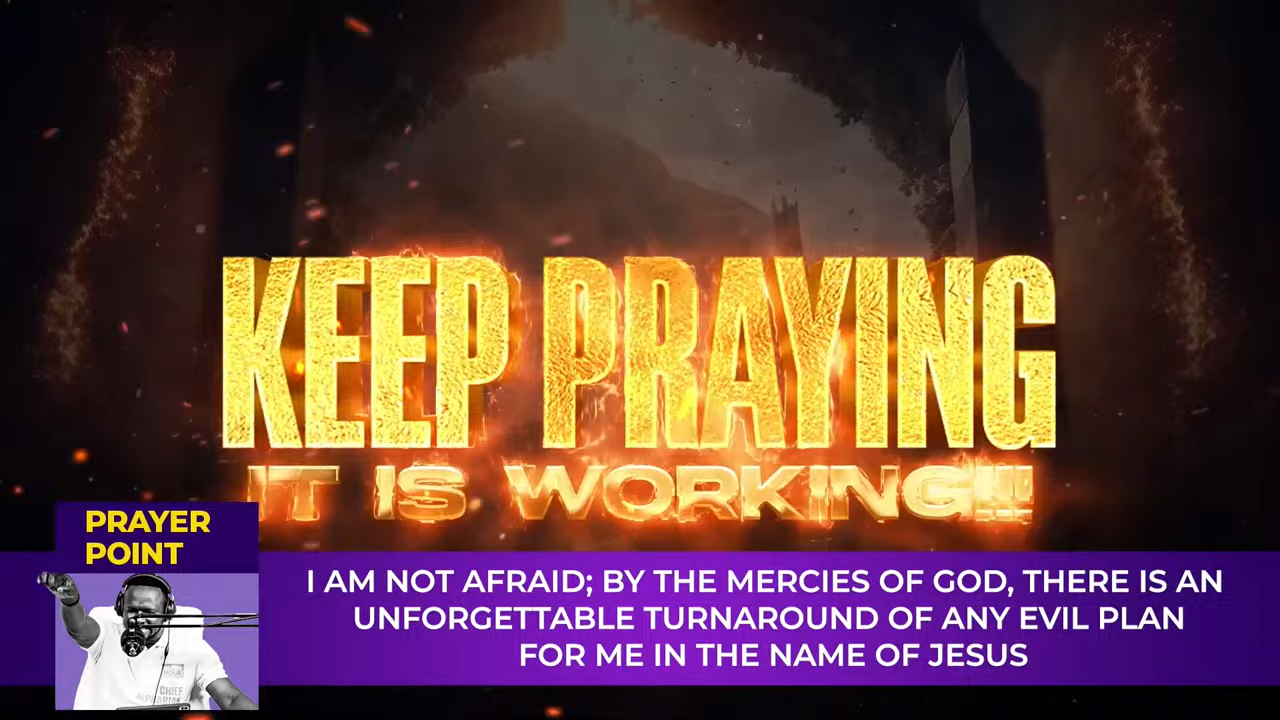 KEEP PRAYING
IT IS WORKING!!!
PRAYER
POINT
I AM NOT AFRAID; BY THE MERCIES OF GOD, THERE IS AN
UNFORGETTABLE TURNAROUND OF ANY EVIL PLAN
FOR ME IN THE NAME OF JESUS
CHIEF